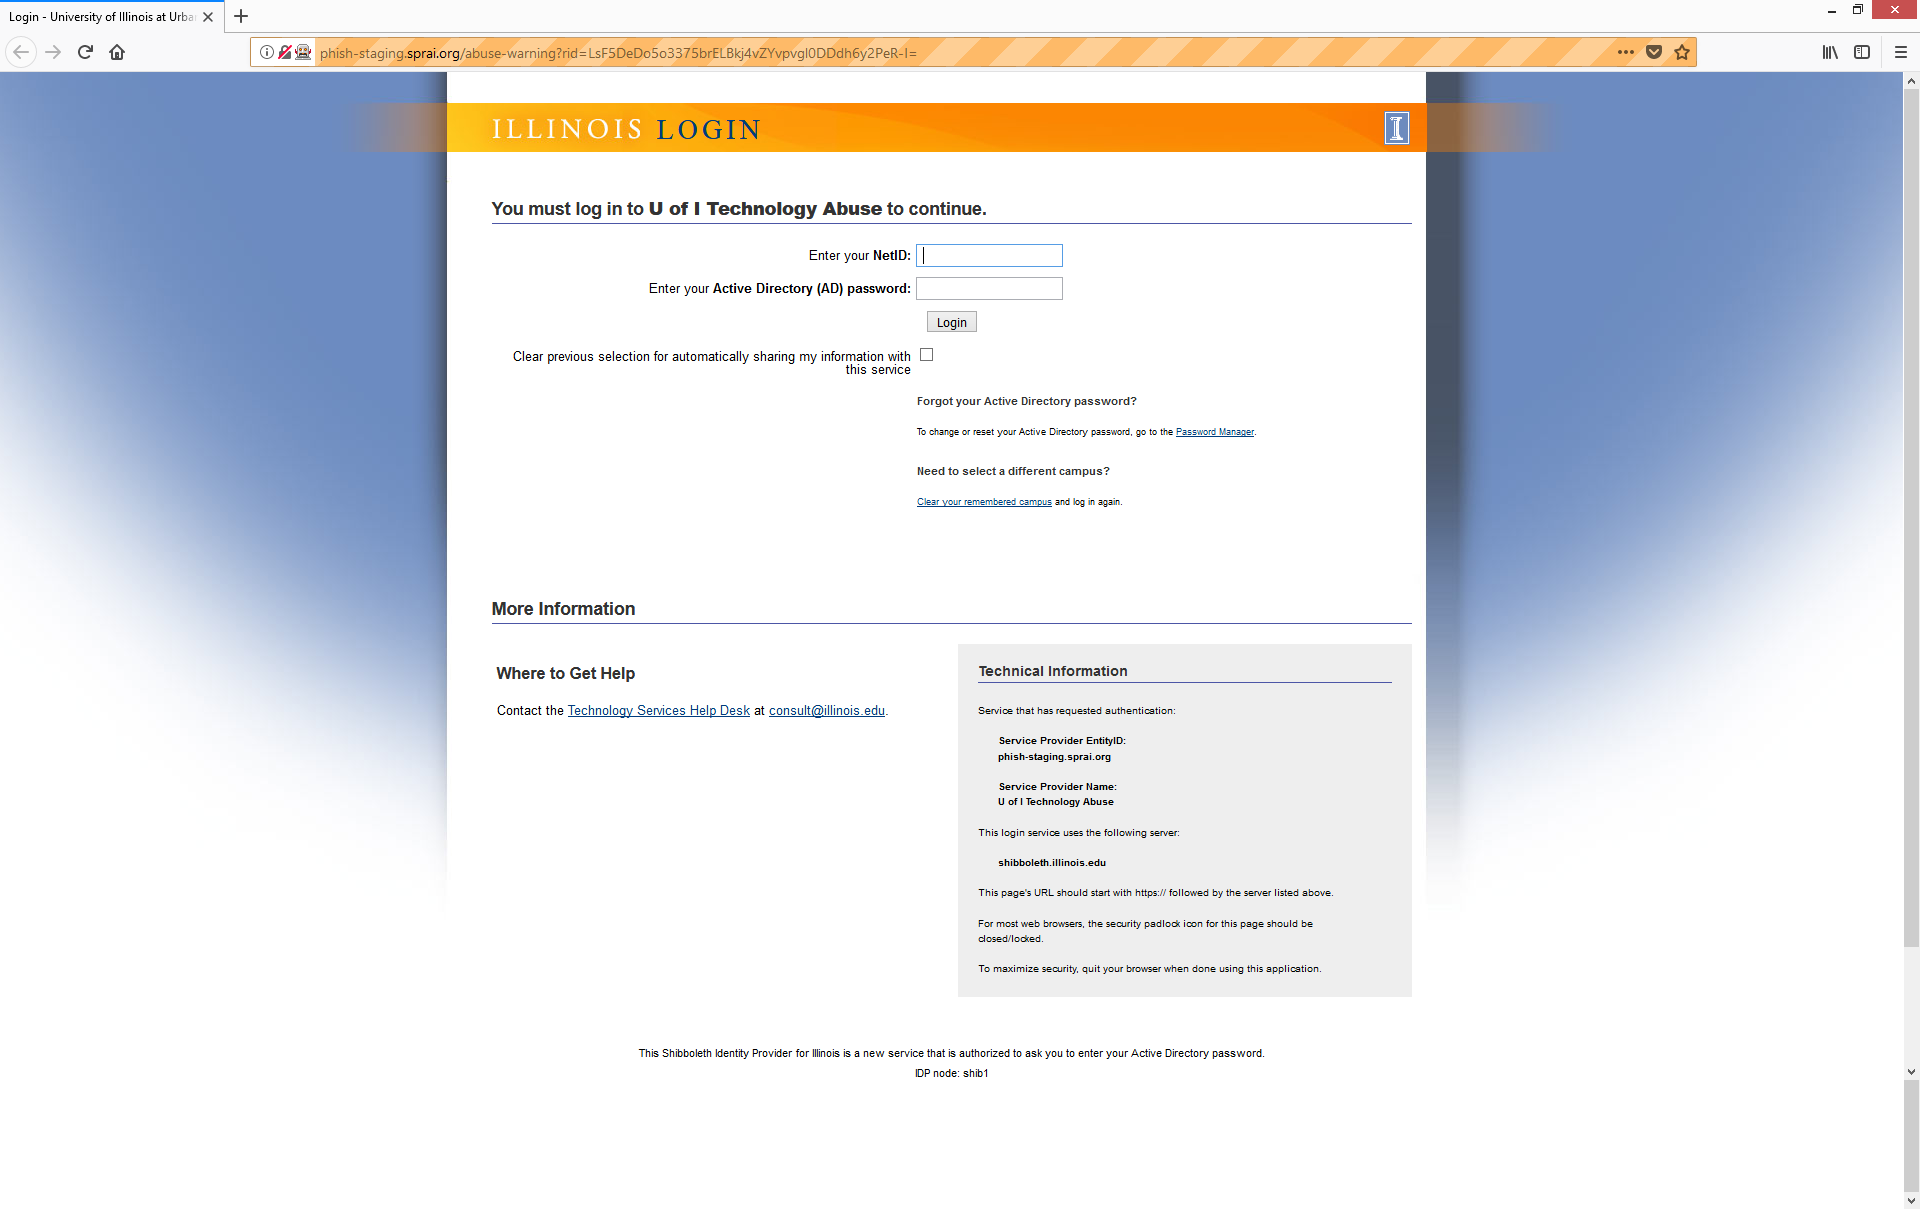 Login - University of Illinois at Urba
phish-staging.sprai.org/abuse-warning?rid=LsF5DeDo5o3375brELBkj4vZYvpvgl0DDdh6y2PeR-I=
ILLINOIS LOGIN
You must log in to U of I Technology Abuse to continue.
Enter your NetID:
Enter your Active Directory (AD) password:
Login
Clear previous selection for automatically sharing my information with
this service
Forgot your Active Directory password?
To change or reset your Active Directory password, go to the Password Manager.
Need to select a different campus?
Clear your remembered campus and log in again.
More Information
Where to Get Help
Contact the Technology Services Help Desk at consult@illinois.edu.
Technical Information
Service that has requested authentication:
Service Provider EntityID:
phish-staging.sprai.org
Service Provider Name:
U of I Technology Abuse
This login service uses the following server:
shibboleth.illinois.edu
This page's URL should start with https:// followed by the server listed above.
For most web browsers, the security padlock icon for this page should be
closed/locked.
To maximize security, quit your browser when done using this application.
This Shibboleth Identity Provider for Illinois is a new service that is authorized to ask you to enter your Active Directory password.
IDP node: shib1